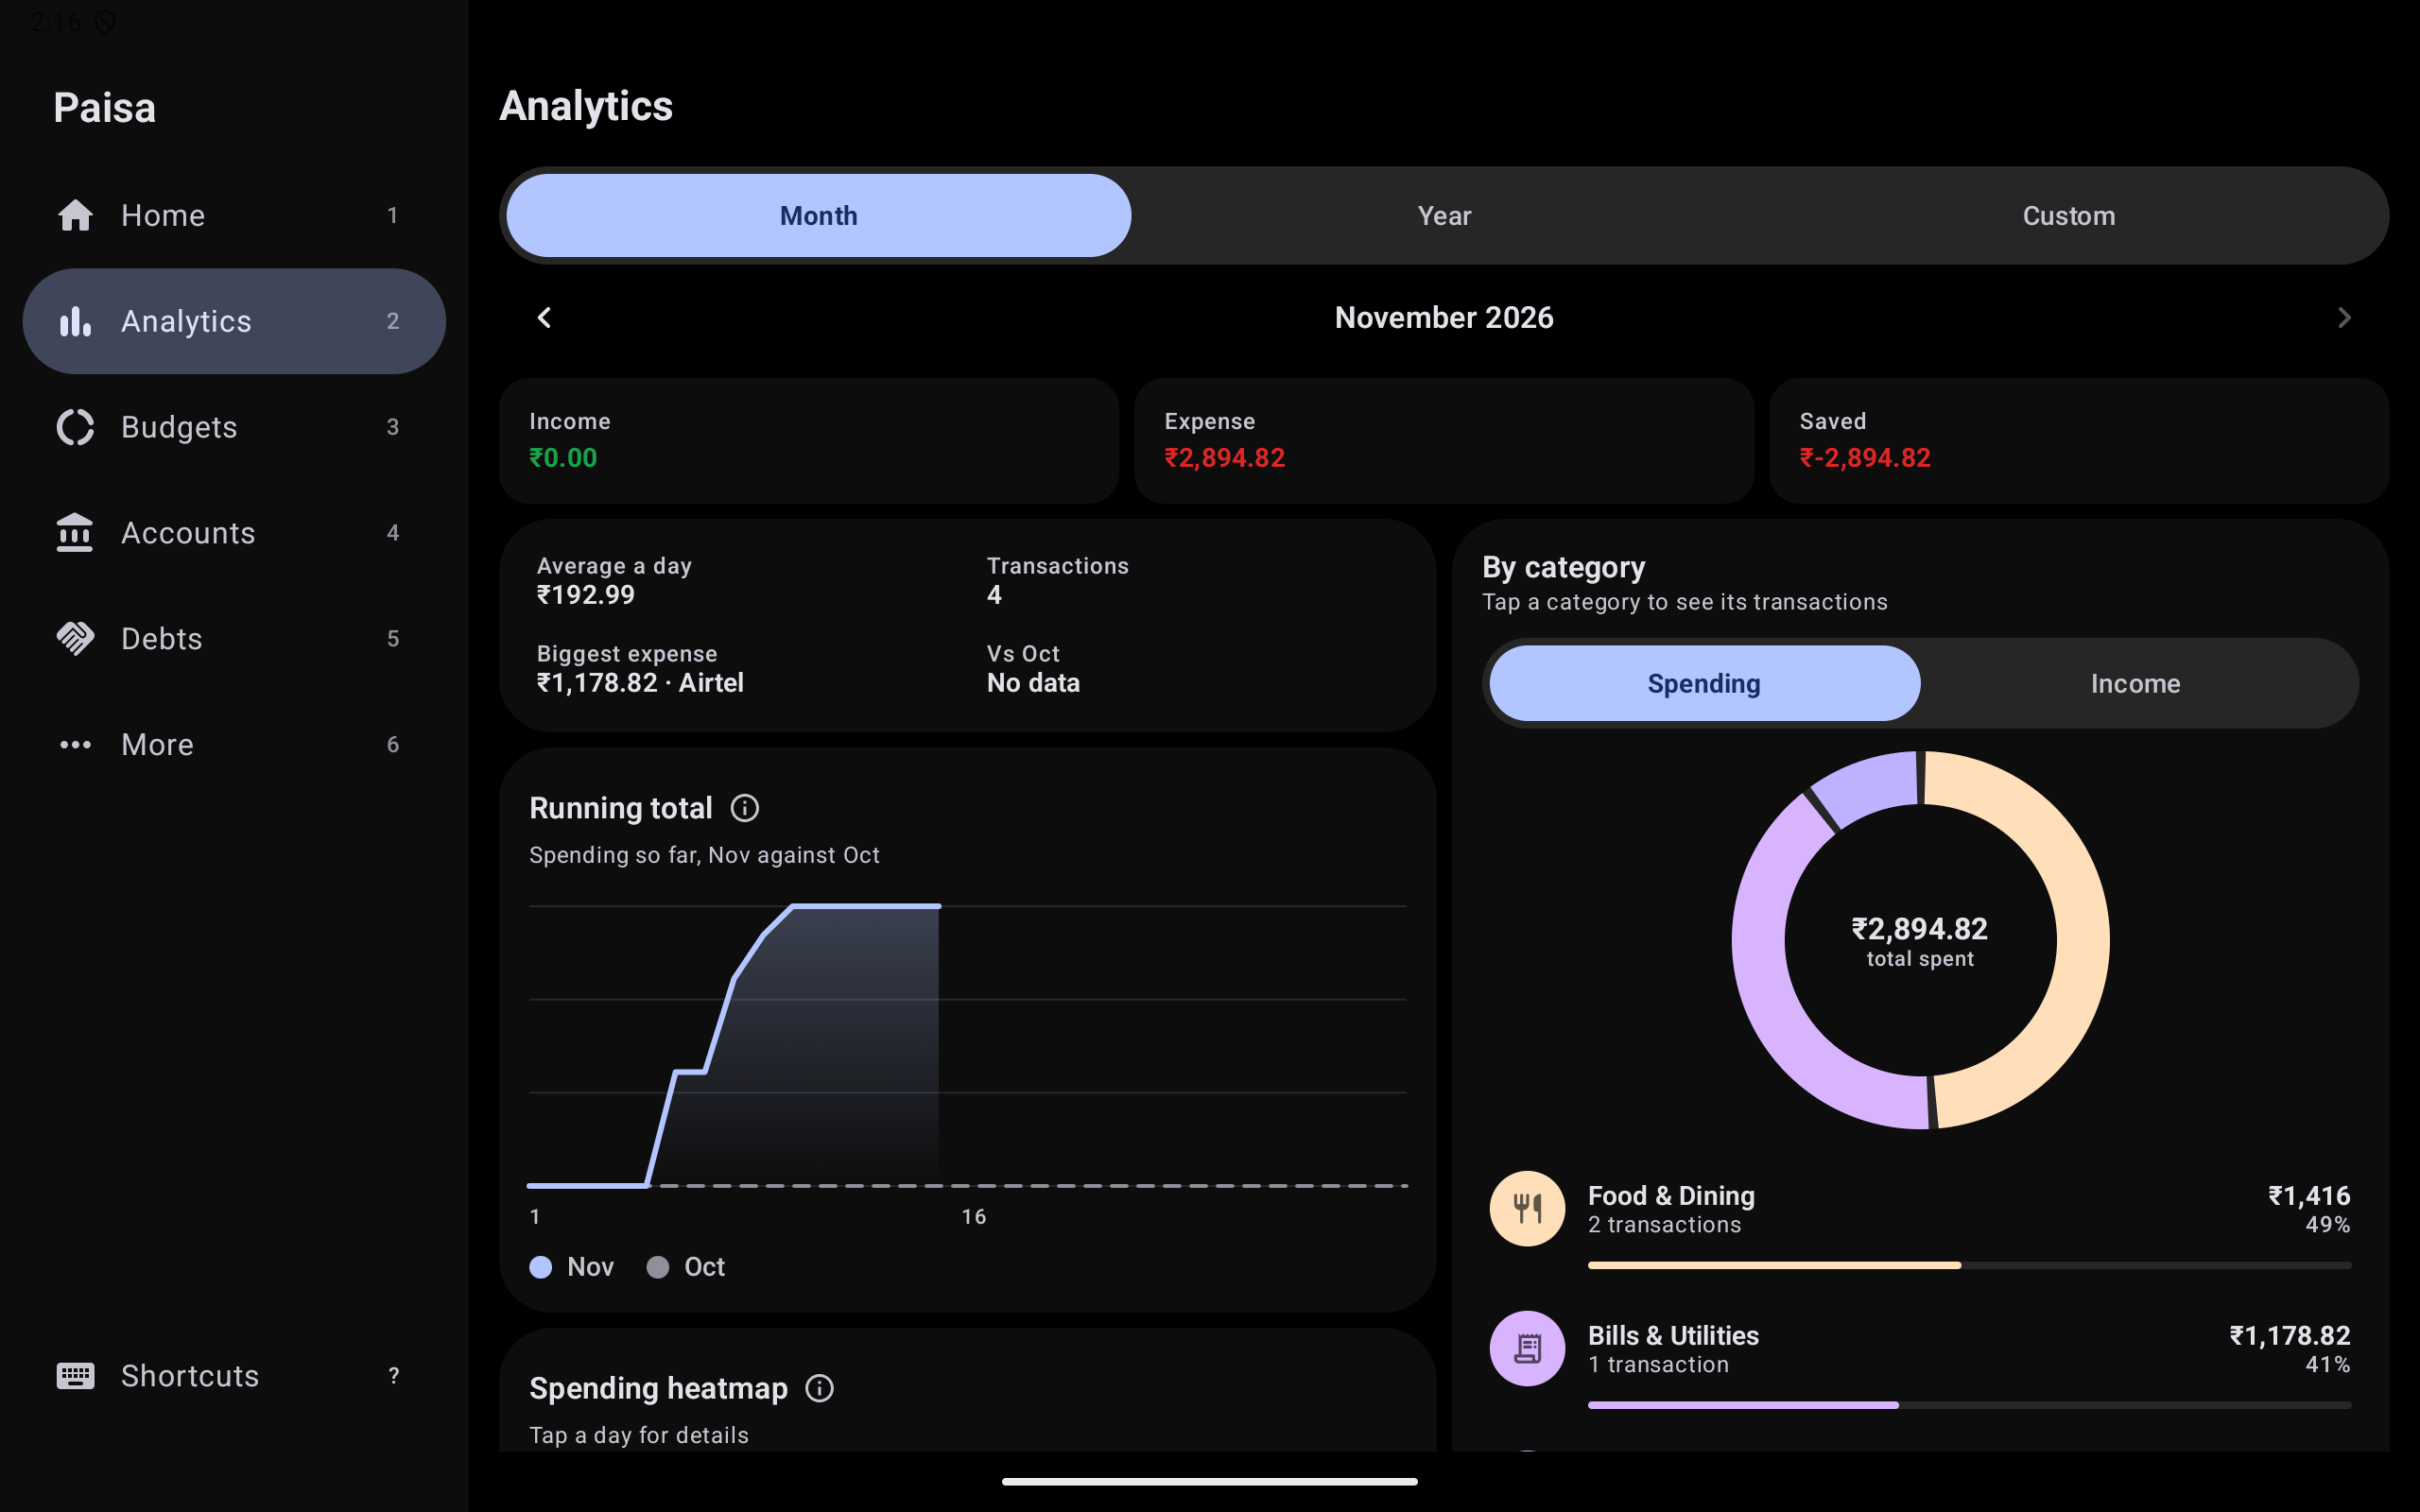 2:16
Paisa
Home 1
Analytics 2
Budgets 3
Accounts 4
Debts 5
More 6
Shortcuts ?
Analytics
Month Year Custom
November 2026
Income
₹0.00
Expense
₹2,894.82
Saved
₹-2,894.82
Average a day
₹192.99
Transactions
4
Biggest expense
₹1,178.82 · Airtel
Vs Oct
No data
Running total
Spending so far, Nov against Oct
1 16
Nov Oct
Spending heatmap
Tap a day for details
By category
Tap a category to see its transactions
Spending Income
₹2,894.82
total spent
Food & Dining ₹1,416
2 transactions 49%
Bills & Utilities ₹1,178.82
1 transaction 41%